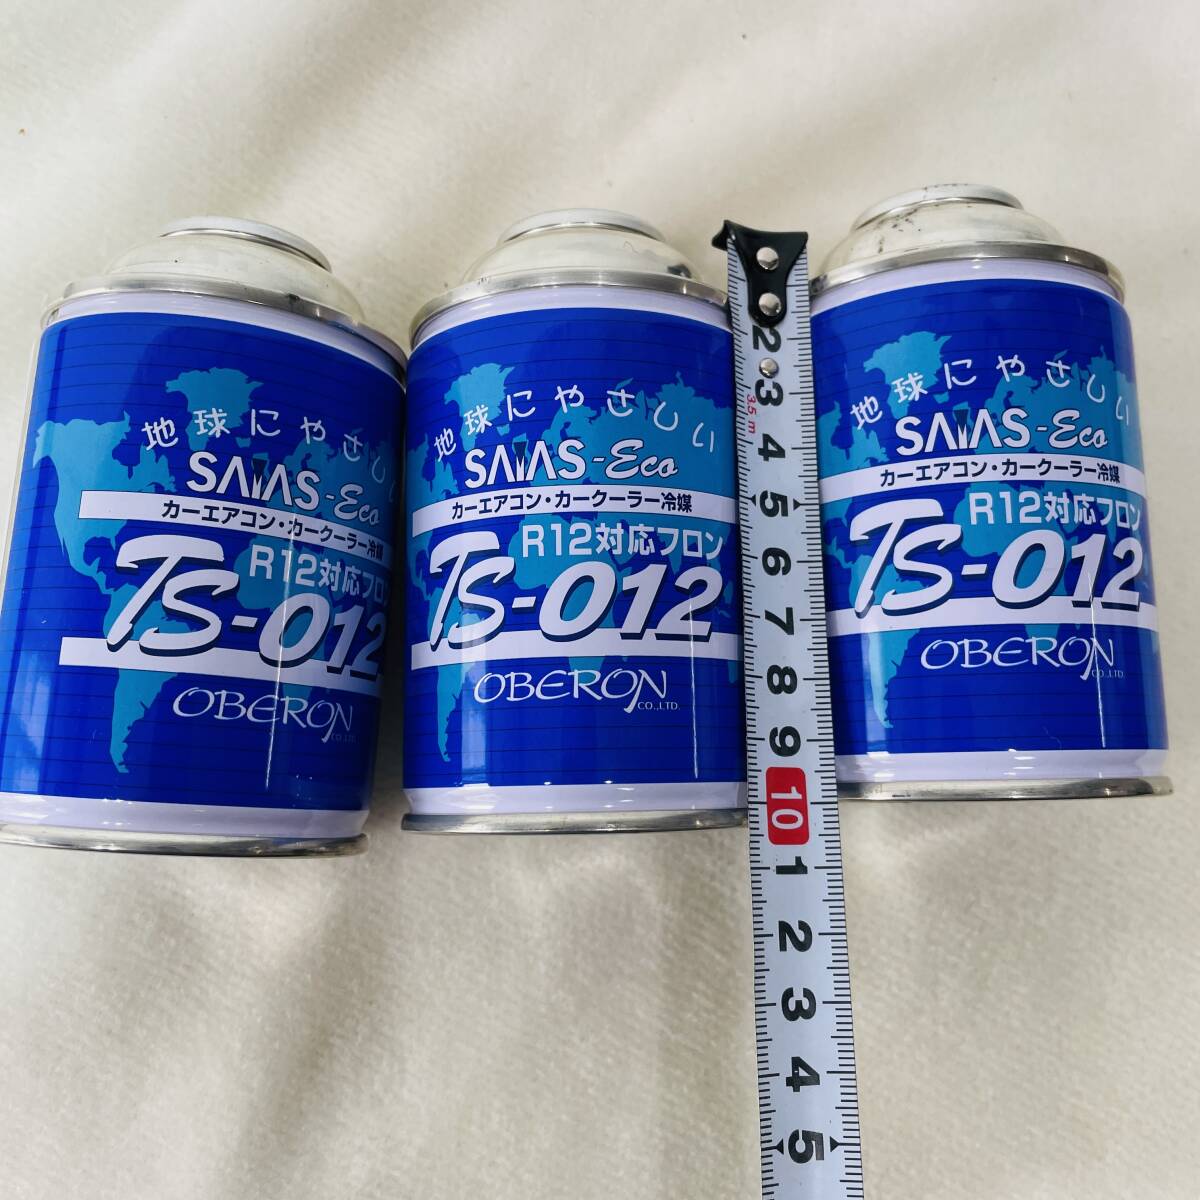 地球にやさしい
SAIAS-Eco
カーエアコン・カークーラー冷媒
R12対応フロン
TS-012
OBERON
CO.,LTD.
地球にやさしい
SAIAS-Eco
カーエアコン・カークーラー冷媒
R12対応フロン
TS-012
OBERON
CO.,LTD.
2
3
3.5m
4
5
6
7
8
9
10
1
2
3
4
5
地球にやさしい
SAIAS-Eco
カーエアコン・カークーラー冷媒
R12対応フロン
TS-012
OBERON
CO.,LTD.